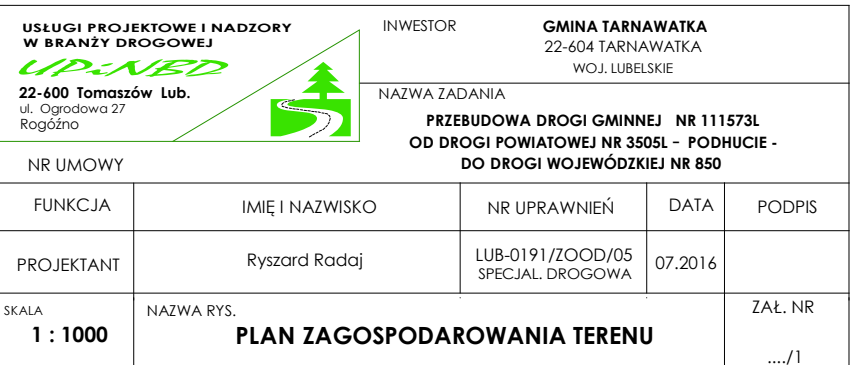 USŁUGI PROJEKTOWE I NADZORY
W BRANŻY DROGOWEJ
UPiNBD
22-600 Tomaszów Lub.
ul. Ogrodowa 27
Rogóźno
NR UMOWY
INWESTOR
GMINA TARNAWATKA
22-604 TARNAWATKA
WOJ. LUBELSKIE
NAZWA ZADANIA
PRZEBUDOWA DROGI GMINNEJ NR 111573L
OD DROGI POWIATOWEJ NR 3505L – PODHUCIE -
DO DROGI WOJEWÓDZKIEJ NR 850
FUNKCJA IMIĘ I NAZWISKO NR UPRAWNIEŃ DATA PODPIS
PROJEKTANT Ryszard Radaj LUB-0191/ZOOD/05 07.2016
SPECJAL. DROGOWA
SKALA NAZWA RYS. ZAŁ. NR
1 : 1000 PLAN ZAGOSPODAROWANIA TERENU
..../1